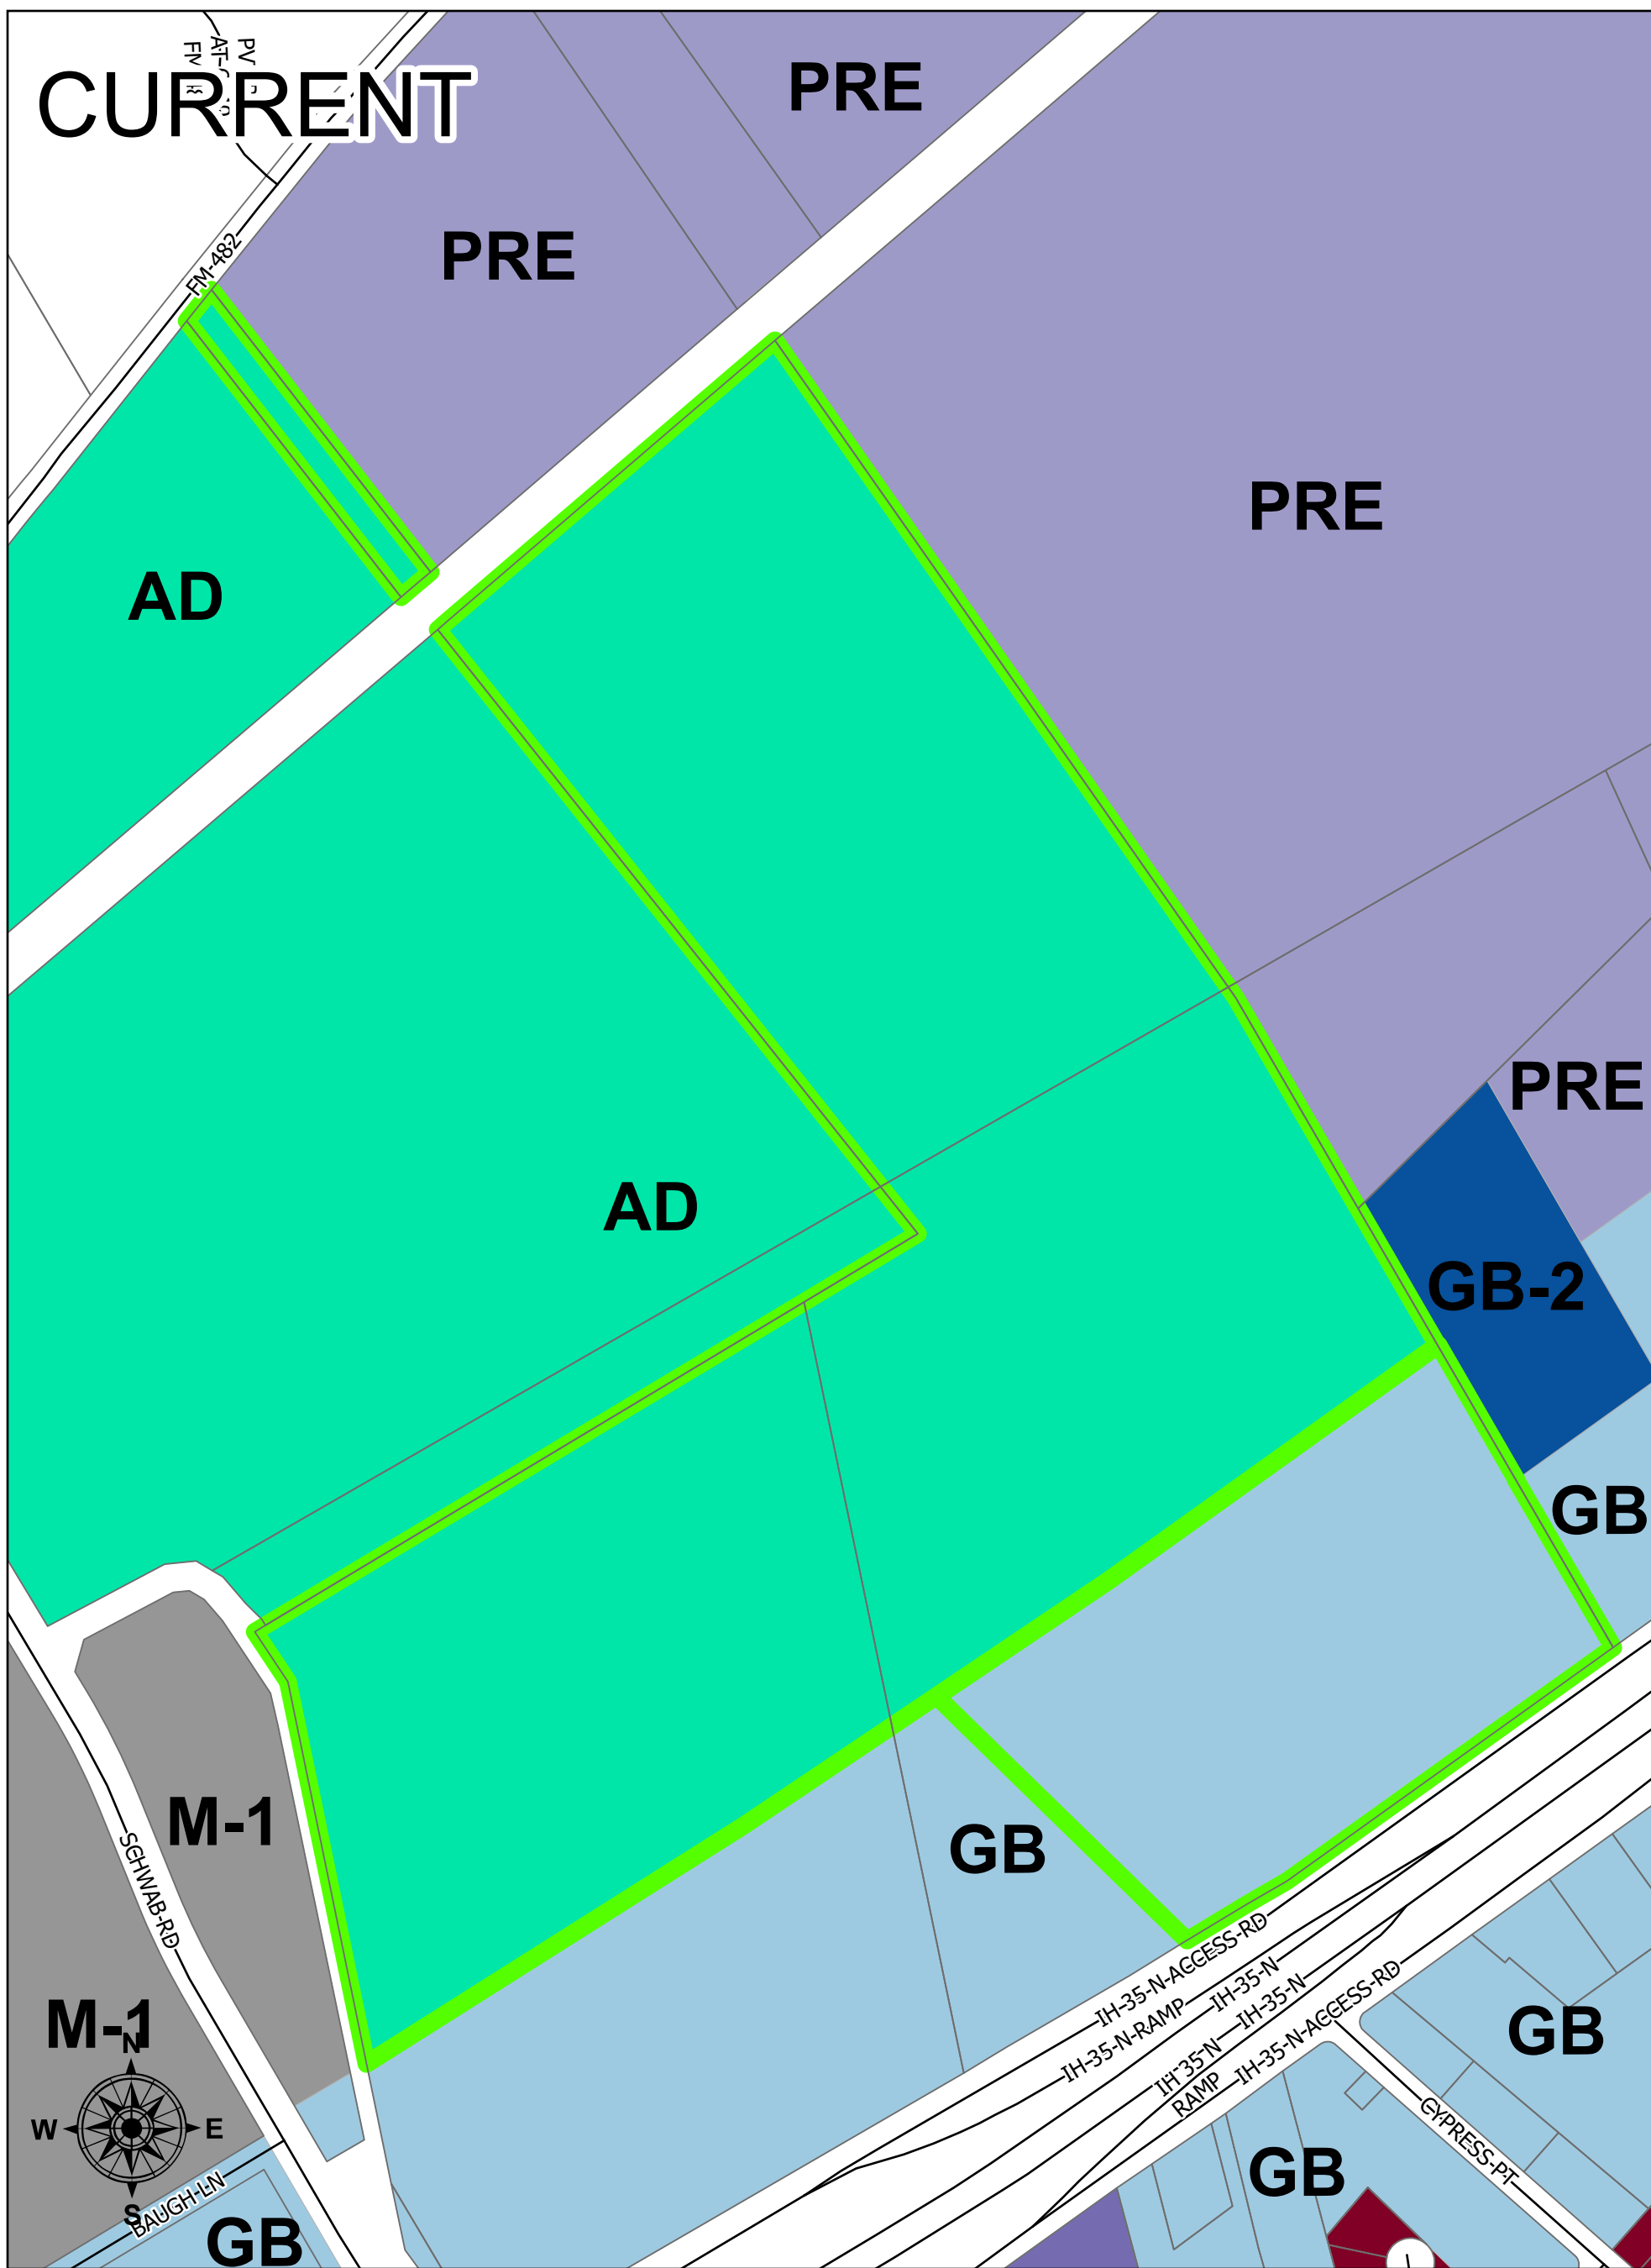 CURRENT
PRE
PRE
FM-482
PRE
AD
PRE
AD
GB-2
GB
M-1
SCHWAB-RD
GB
IH-35-N-ACCESS-RD
IH-35-N-RAMP
IH-35-N
IH-35-N
IH-35-N
RAMP
IH-35-N-ACCESS-RD
M-1
N
W
E
S
BAUGH-LN
GB
GB
CYPRESS-PT
GB